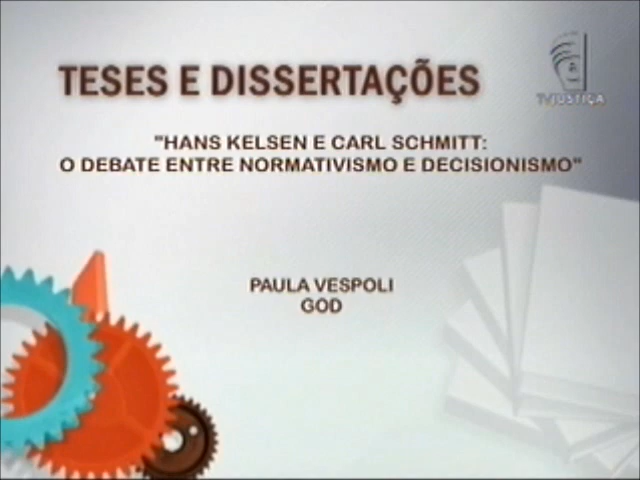 TESES E DISSERTAÇÕES
TV JUSTIÇA
"HANS KELSEN E CARL SCHMITT:
O DEBATE ENTRE NORMATIVISMO E DECISIONISMO"
PAULA VESPOLI
GOD